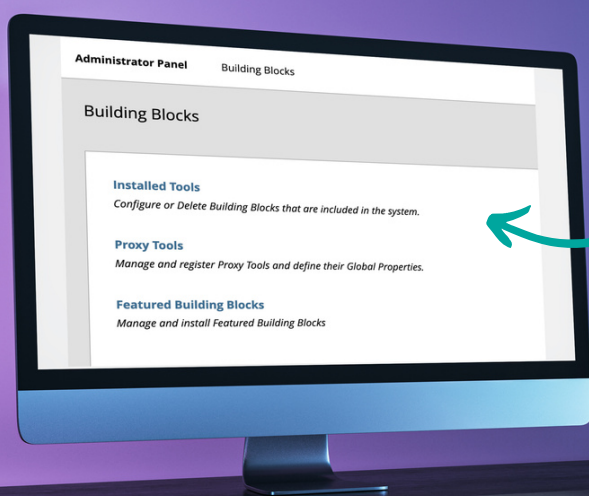 Administrator Panel Building Blocks
Building Blocks
Installed Tools
Configure or Delete Building Blocks that are included in the system.
Proxy Tools
Manage and register Proxy Tools and define their Global Properties.
Featured Building Blocks
Manage and install Featured Building Blocks